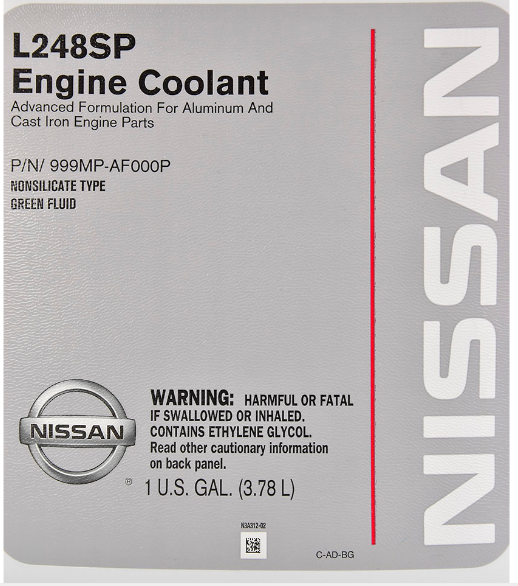 L248SP
Engine Coolant
Advanced Formulation For Aluminum And
Cast Iron Engine Parts
P/N/ 999MP-AF000P
NONSILICATE TYPE
GREEN FLUID
NISSAN
NISSAN
®
WARNING: HARMFUL OR FATAL
IF SWALLOWED OR INHALED.
CONTAINS ETHYLENE GLYCOL.
Read other cautionary information
on back panel.
1 U.S. GAL. (3.78 L)
N3A312-02
C-AD-BG